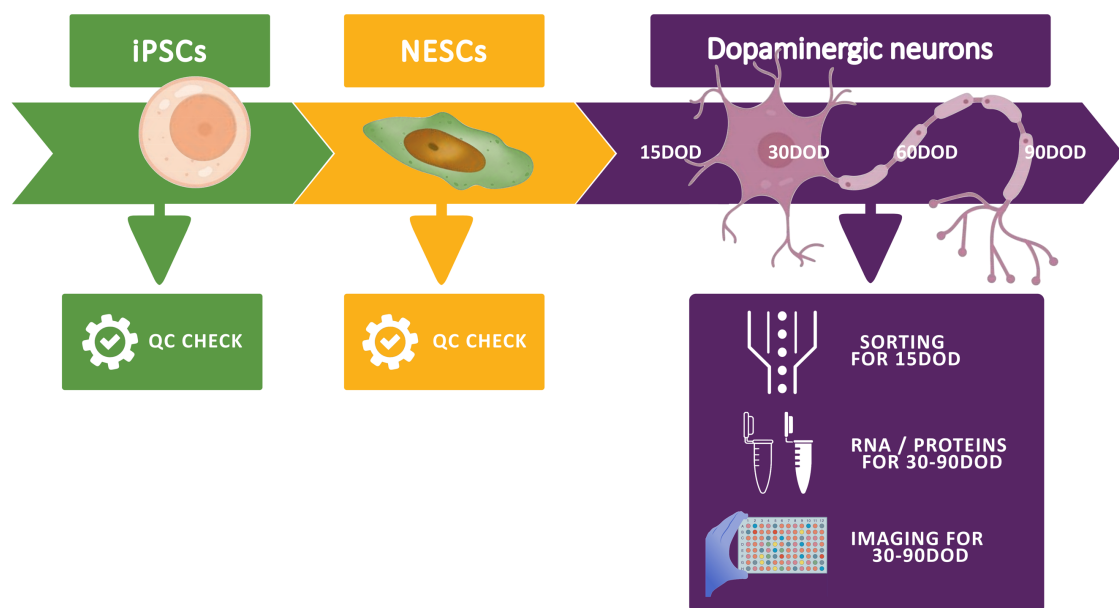 iPSCs
NESCs
Dopaminergic neurons
15DOD
30DOD
60DOD
90DOD
QC CHECK
QC CHECK
SORTING
FOR 15DOD
RNA / PROTEINS
FOR 30-90DOD
IMAGING FOR
30-90DOD